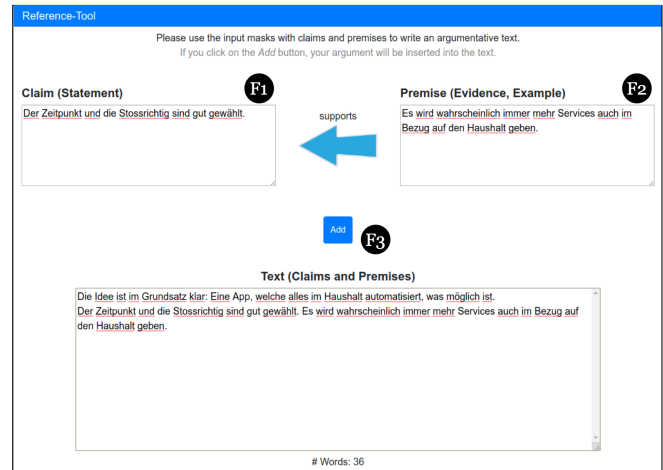 Reference-Tool
Please use the input masks with claims and premises to write an argumentative text.
If you click on the Add button, your argument will be inserted into the text.
F1
F2
Claim (Statement)
Premise (Evidence, Example)
Der Zeitpunkt und die Stossrichtig sind gut gewählt.
supports
Es wird wahrscheinlich immer mehr Services auch im
Bezug auf den Haushalt geben.
Add
F3
Text (Claims and Premises)
Die Idee ist im Grundsatz klar: Eine App, welche alles im Haushalt automatisiert, was möglich ist.
Der Zeitpunkt und die Stossrichtig sind gut gewählt. Es wird wahrscheinlich immer mehr Services auch im Bezug auf
den Haushalt geben.
# Words: 36